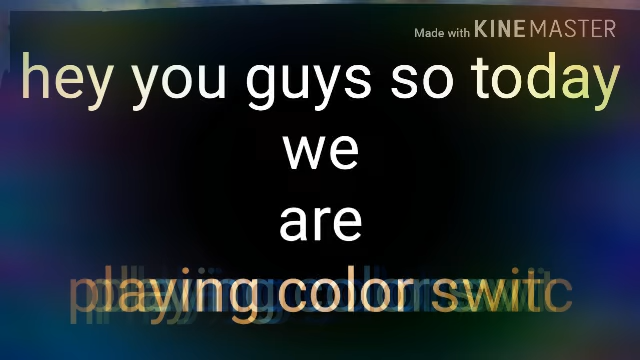 Made with KINEMASTER
hey you guys so today
we
are
playing color switc